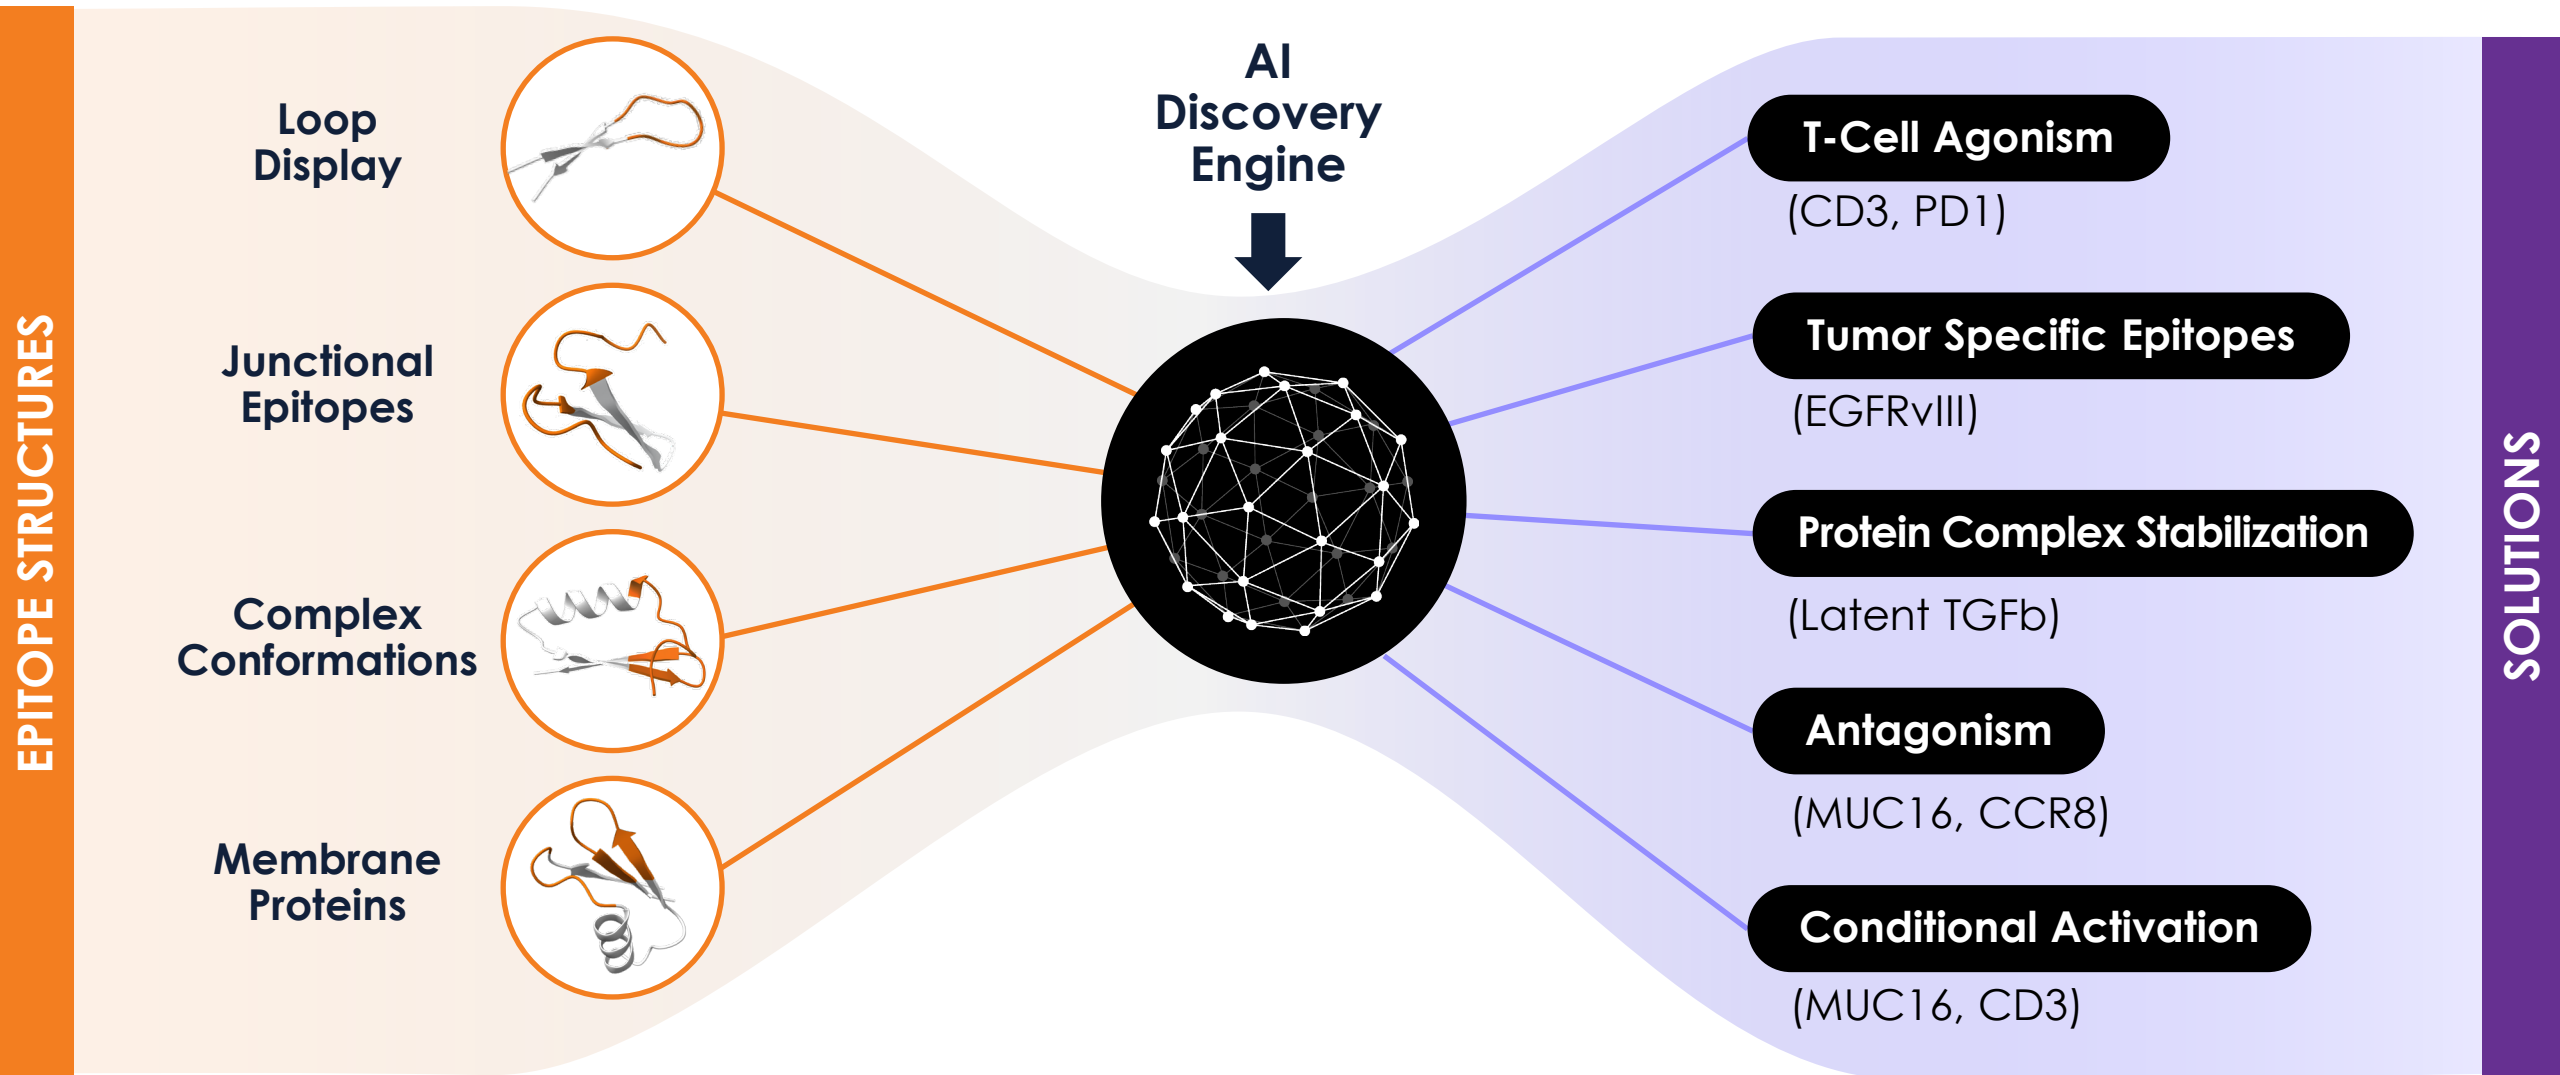 EPITOPE STRUCTURES
Loop
Display
Junctional
Epitopes
Complex
Conformations
Membrane
Proteins
AI
Discovery
Engine
T-Cell Agonism
(CD3, PD1)
Tumor Specific Epitopes
(EGFRvIII)
Protein Complex Stabilization
(Latent TGFb)
Antagonism
(MUC16, CCR8)
Conditional Activation
(MUC16, CD3)
SOLUTIONS